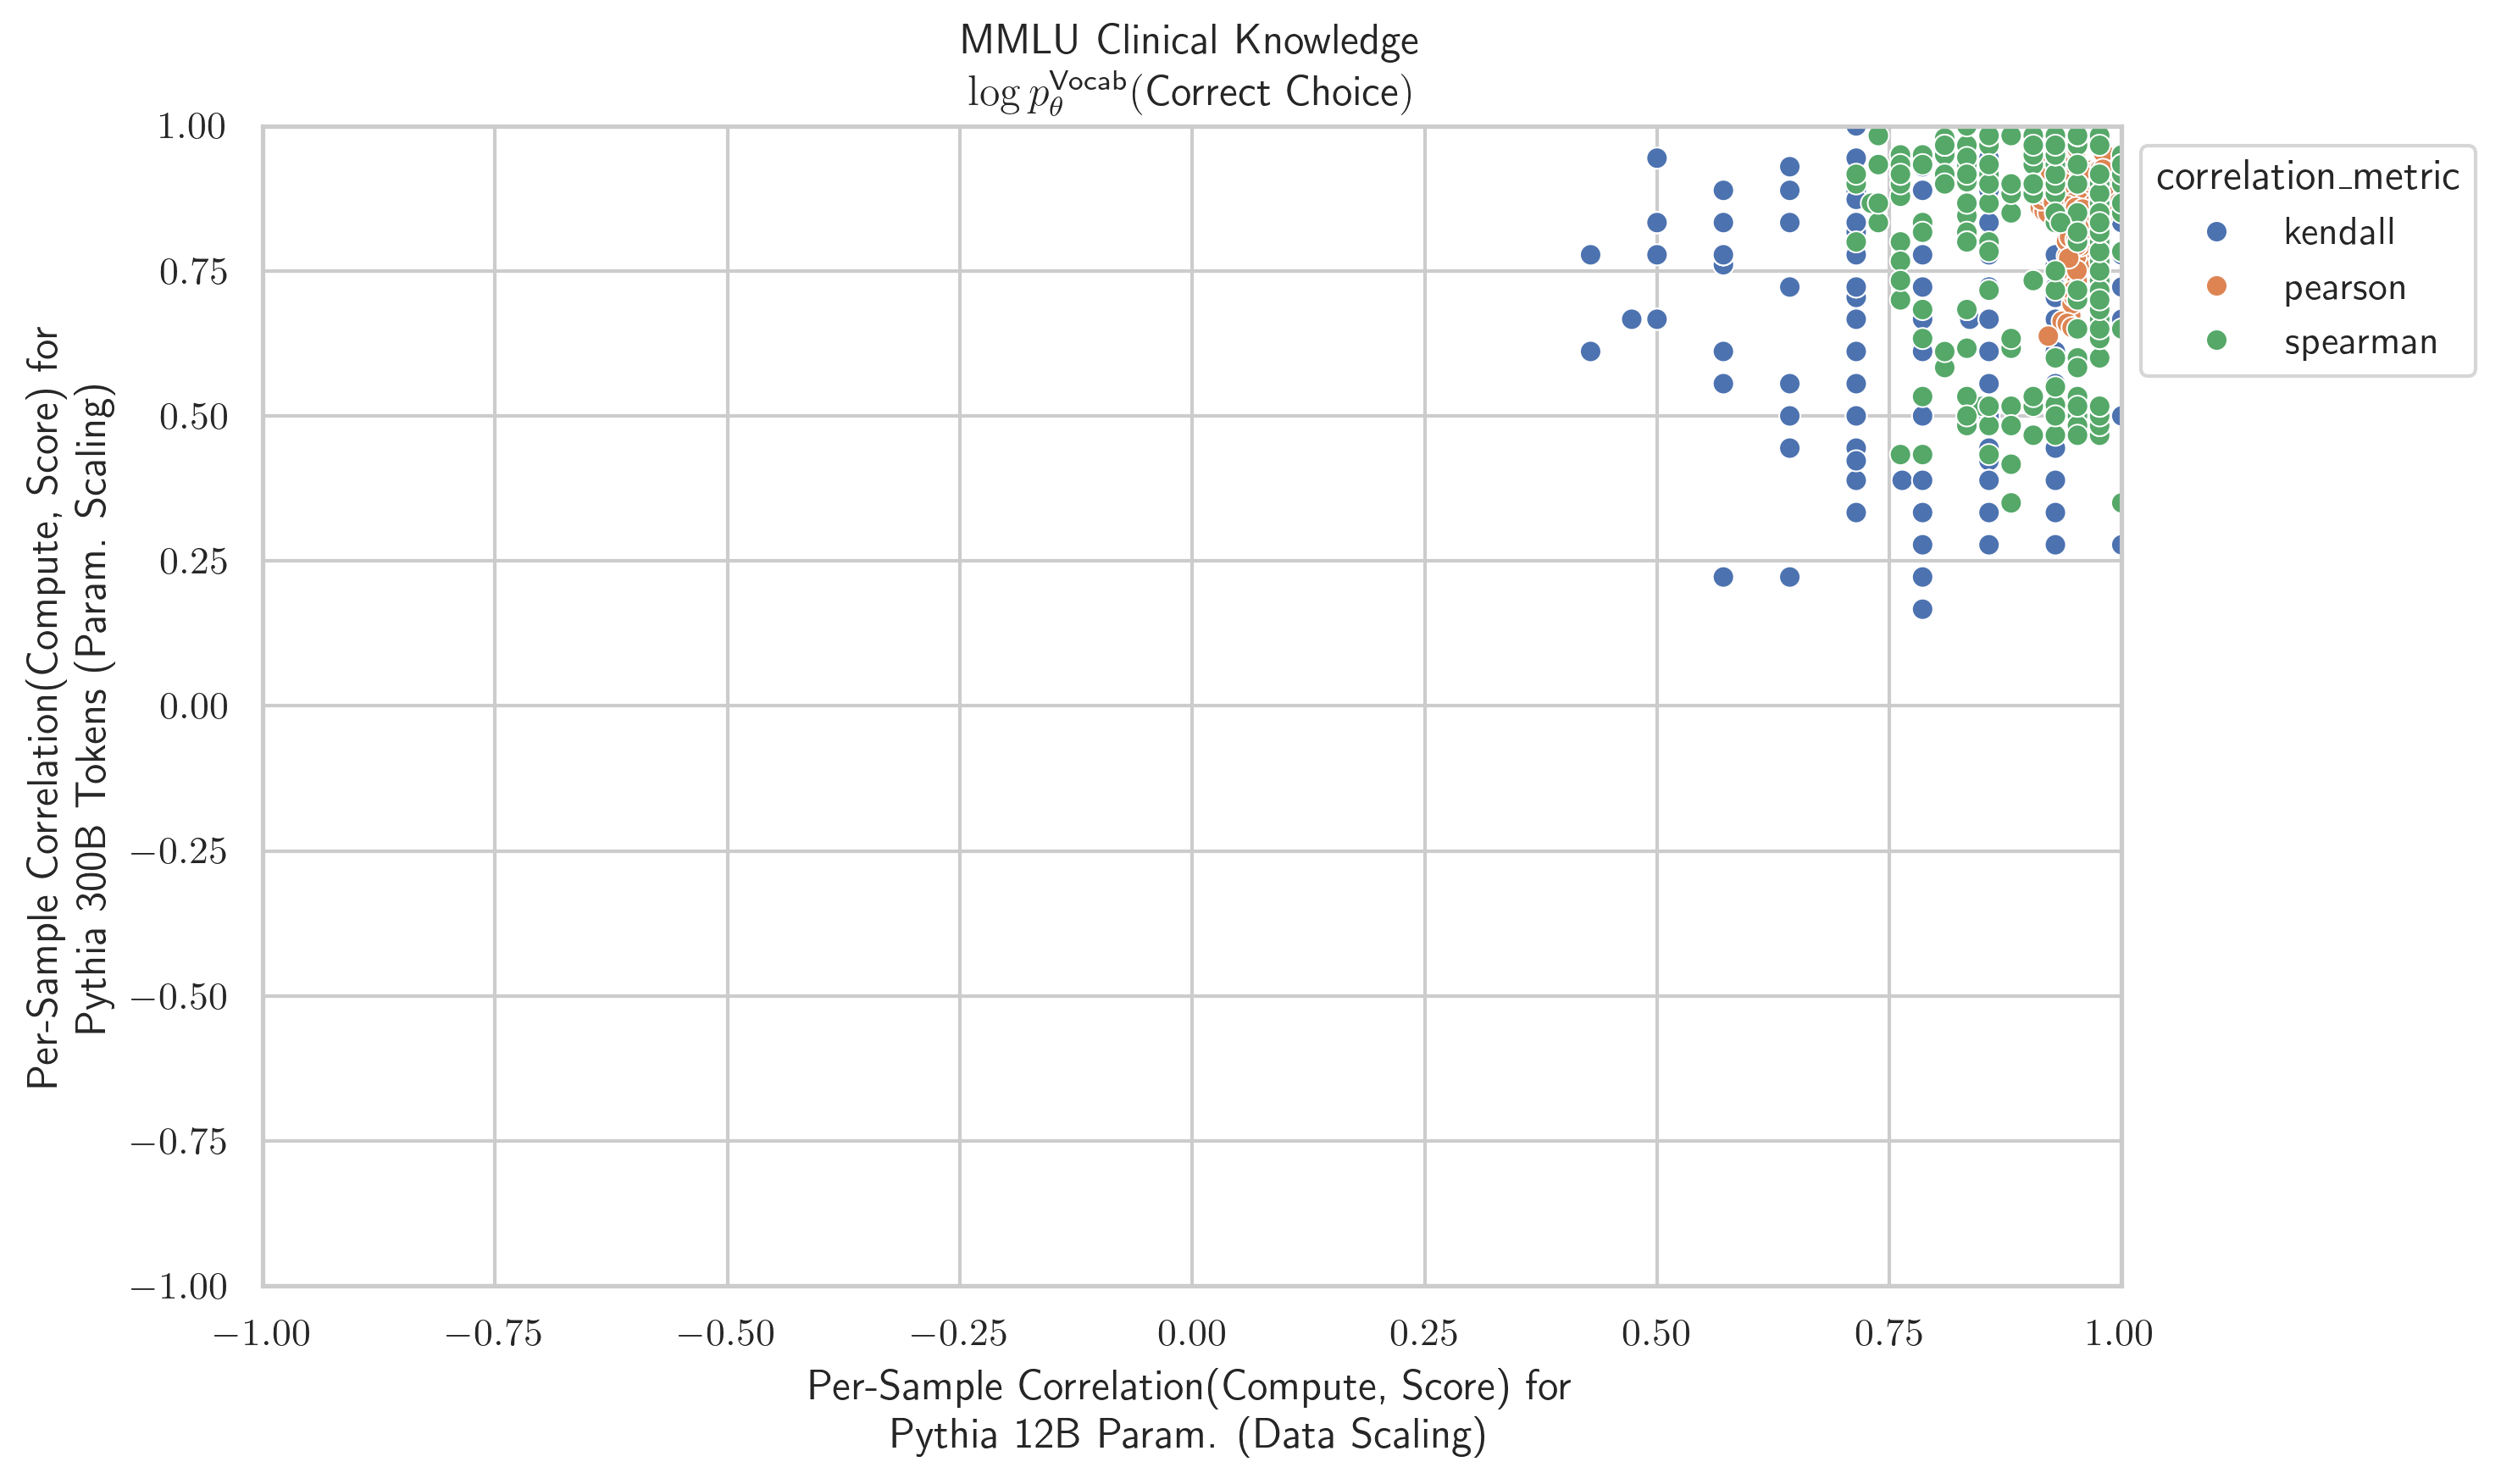 MMLU Clinical Knowledge
log p_θ^Vocab(Correct Choice)
Per-Sample Correlation(Compute, Score) for
Pythia 300B Tokens (Param. Scaling)
1.00
0.75
0.50
0.25
0.00
−0.25
−0.50
−0.75
−1.00
−1.00 −0.75 −0.50 −0.25 0.00 0.25 0.50 0.75 1.00
Per-Sample Correlation(Compute, Score) for
Pythia 12B Param. (Data Scaling)
correlation_metric
kendall
pearson
spearman